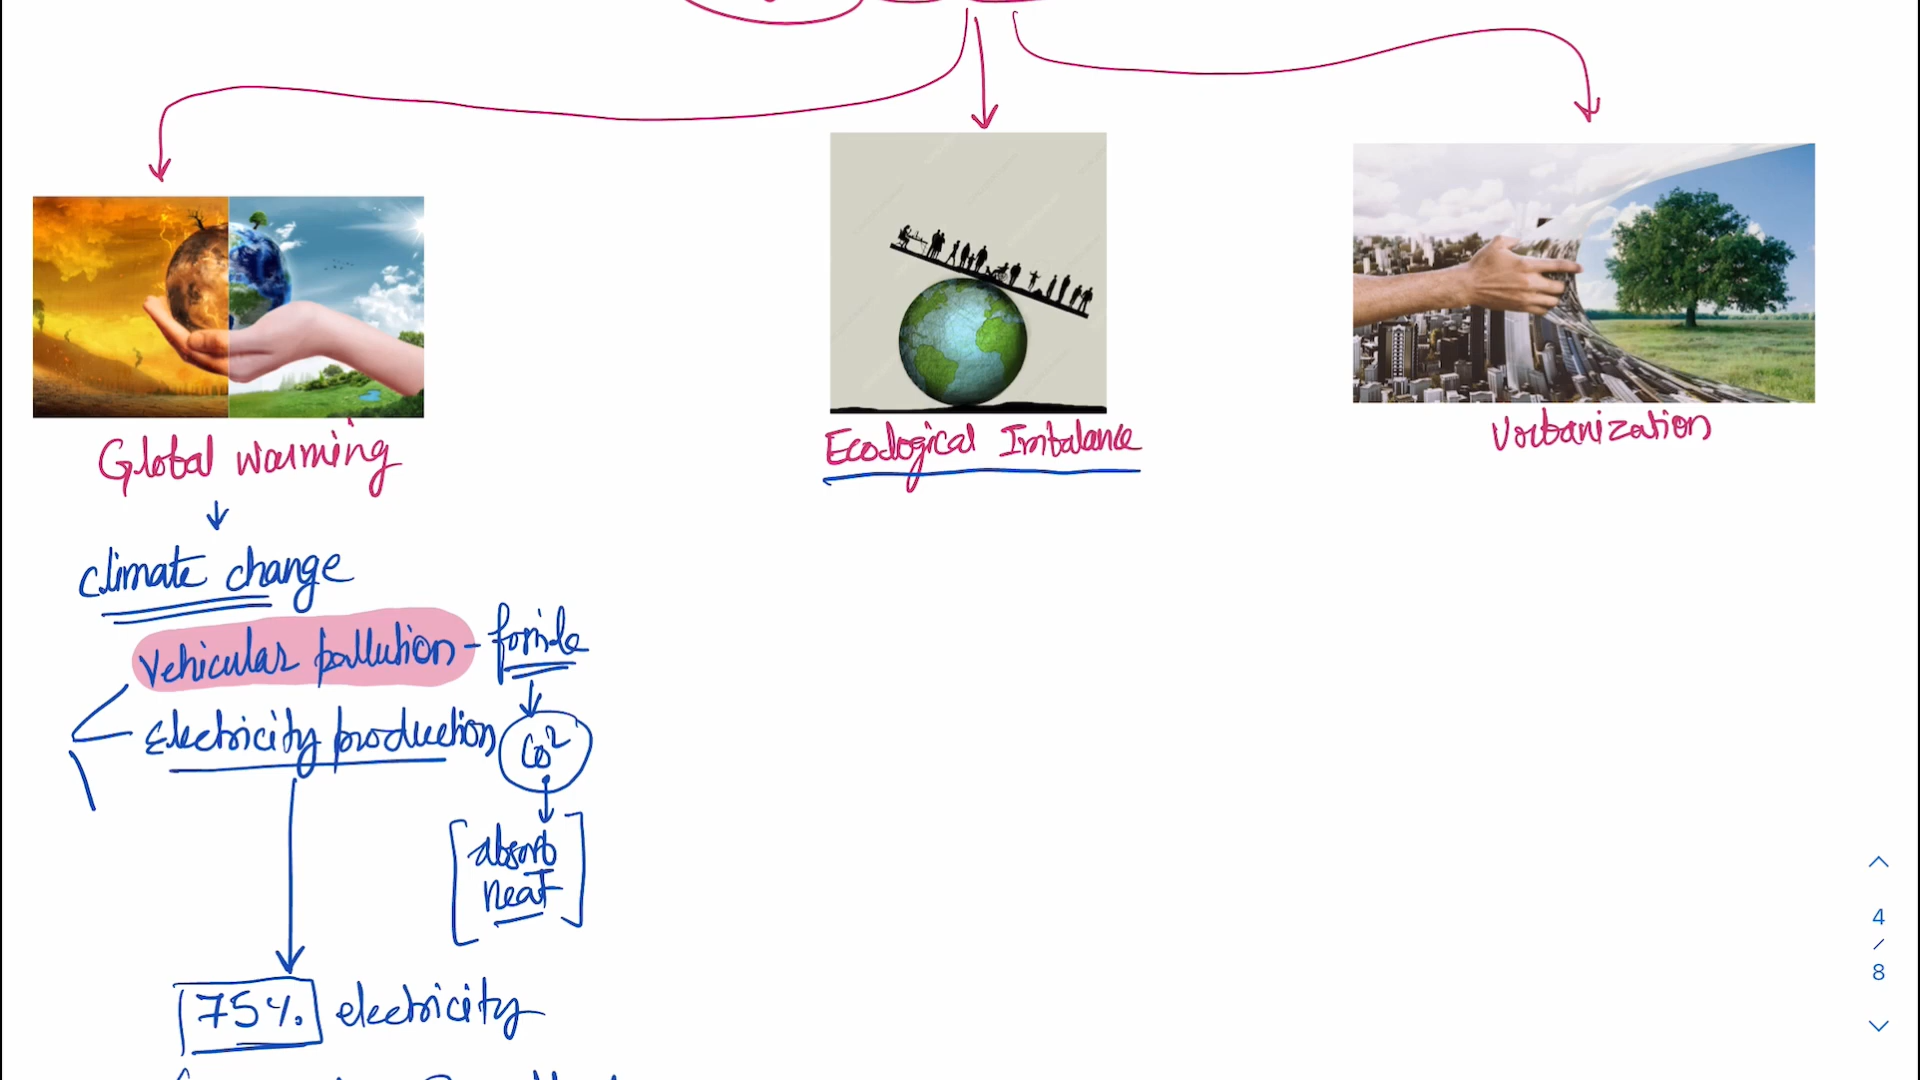 Global warming
Ecological Imbalance
Urbanization
climate change
Vehicular pollution - fossile
Electricity production
Co²
absorb
heat
75%. electricity
4
/
8